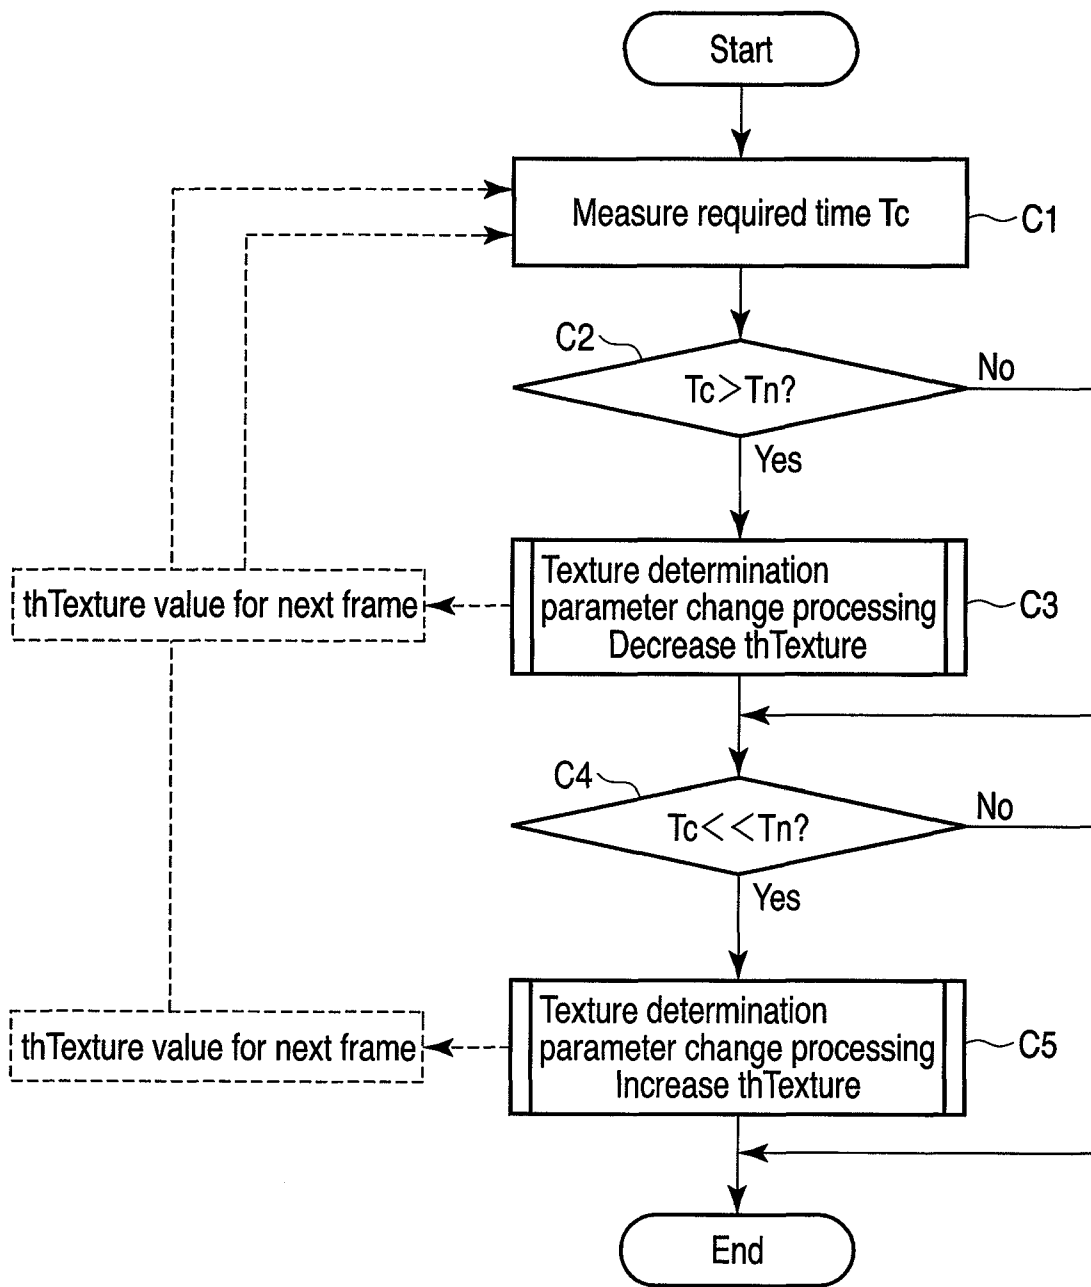 Start
Measure required time Tc
C1
C2
Tc>Tn?
No
Yes
Texture determination
parameter change processing
Decrease thTexture
C3
thTexture value for next frame
C4
Tc<<Tn?
No
Yes
Texture determination
parameter change processing
Increase thTexture
C5
thTexture value for next frame
End